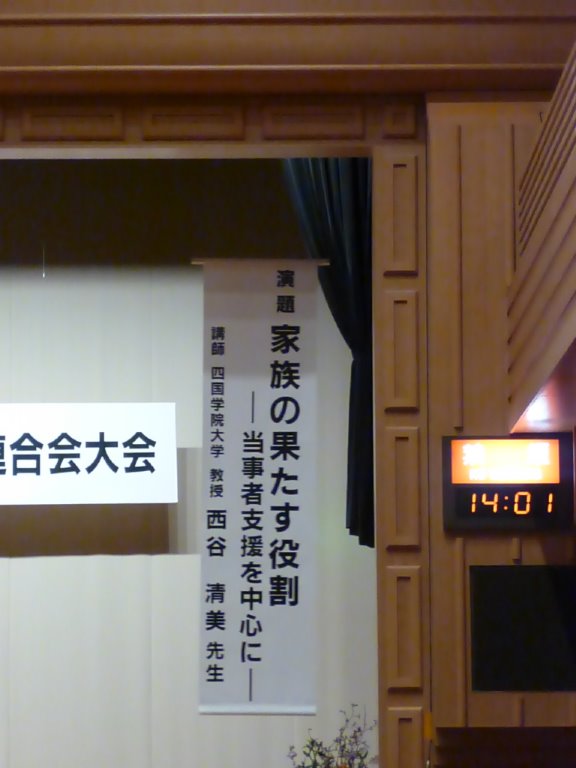 演題 家族の果たす役割
―当事者支援を中心に―
講師 四国学院大学 教授 西谷 清美 先生
合会大会
14:01